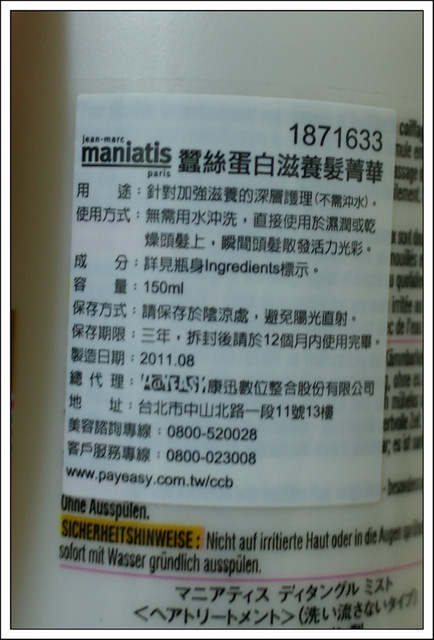 1871633
jean-marc
maniatis
paris
蠶絲蛋白滋養髮菁華
用 途：針對加強滋養的深層護理(不需沖水)。
使用方式：無需用水沖洗，直接使用於濕潤或乾
燥頭髮上，瞬間頭髮散發活力光彩。
成 分：詳見瓶身Ingredients標示。
容 量：150ml
保存方式：請保存於陰涼處，避免陽光直射。
保存期限：三年，拆封後請於12個月內使用完畢。
製造日期：2011.08
總 代 理：PAYEASY康迅數位整合股份有限公司
地 址：台北市中山北路一段11號13樓
美容諮詢專線：0800-520028
客戶服務專線：0800-023008
www.payeasy.com.tw/ccb
Ohne Ausspülen.
SICHERHEITSHINWEISE: Nicht auf irritierte Haut oder in die Augen
sofort mit Wasser gründlich ausspülen.
マニアティス ディタングル ミスト
<ヘアトリートメント>(洗い流さないタイプ)